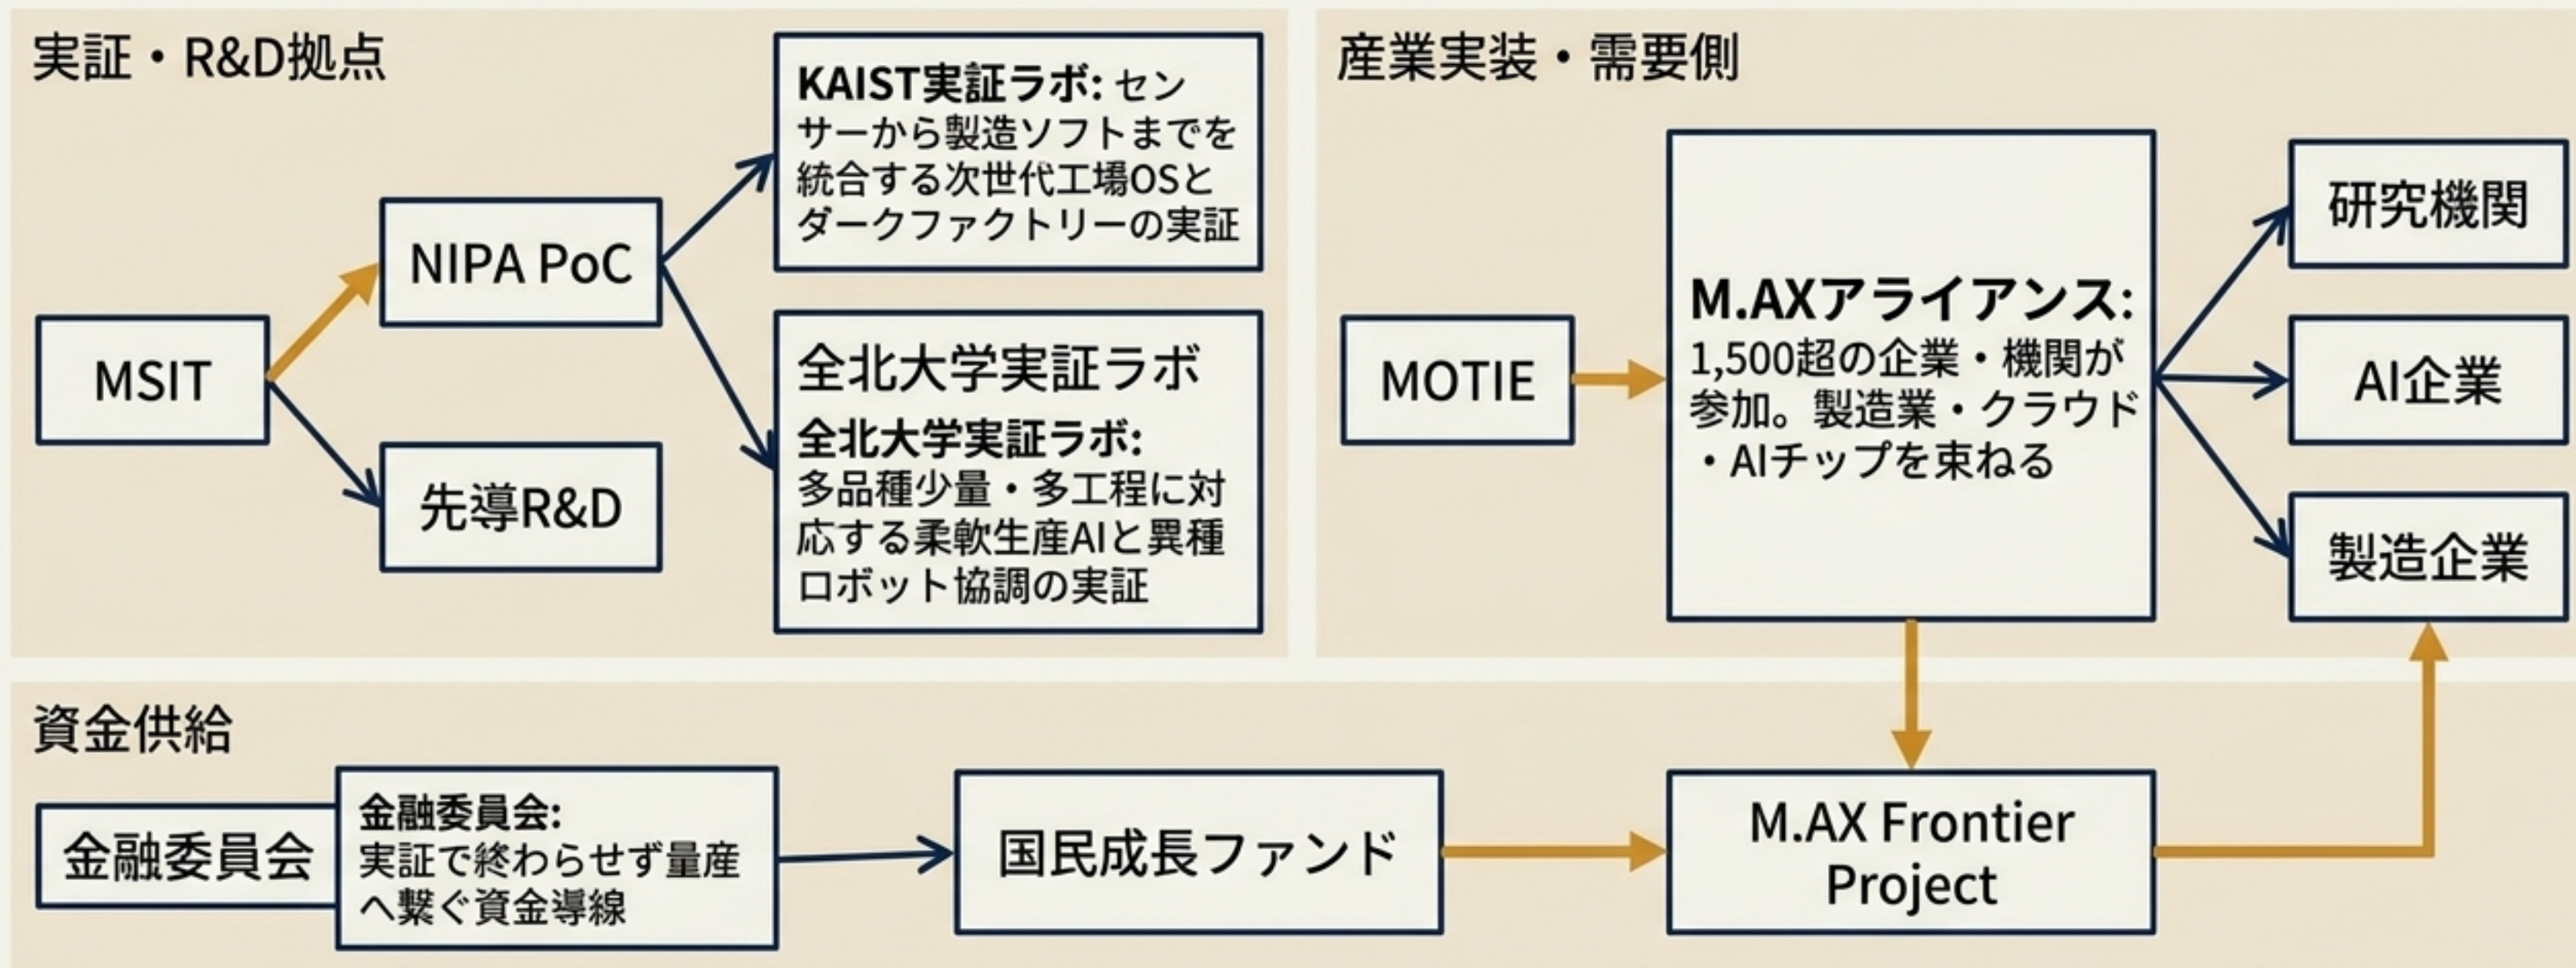 実証・R&D拠点
MSIT
NIPA PoC
先導R&D
KAIST実証ラボ: セン
サーから製造ソフトまでを
統合する次世代工場OSと
ダークファクトリーの実証
全北大学実証ラボ
全北大学実証ラボ:
多品種少量・多工程に対
応する柔軟生産AIと異種
ロボット協調の実証
産業実装・需要側
MOTIE
M.AXアライアンス:
1,500超の企業・機関が
参加。製造業・クラウド
・AIチップを束ねる
研究機関
AI企業
製造企業
資金供給
金融委員会
金融委員会:
実証で終わらせず量産
へ繋ぐ資金導線
国民成長ファンド
M.AX Frontier
Project